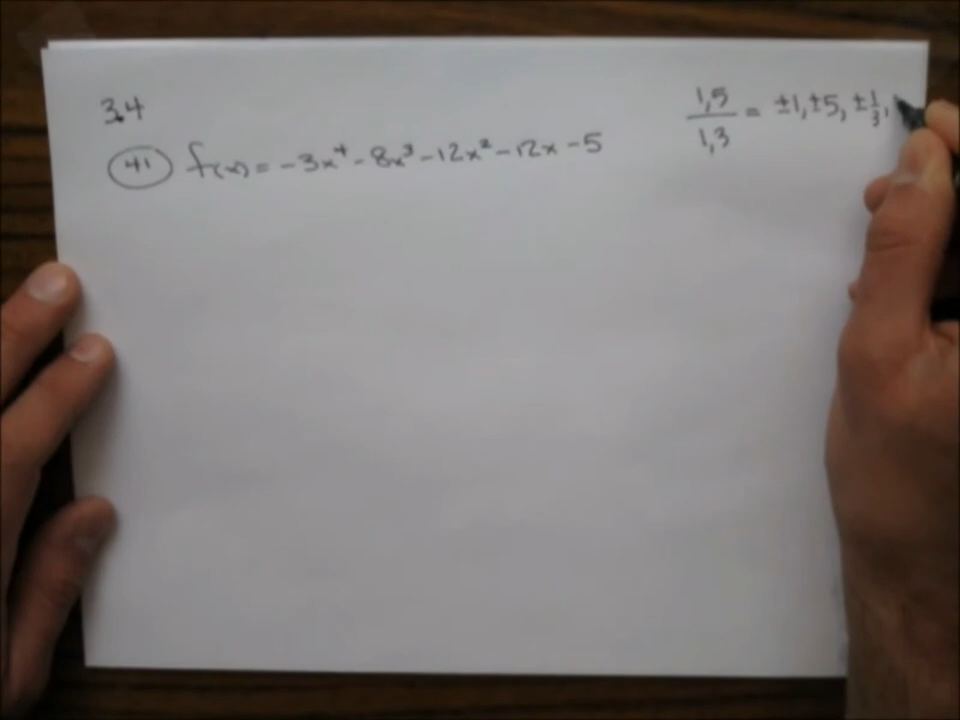 3.4
41 f(x) = -3x⁴ - 8x³ - 12x² - 12x - 5
1,5 / 1,3 = ±1, ±5, ±1/3,